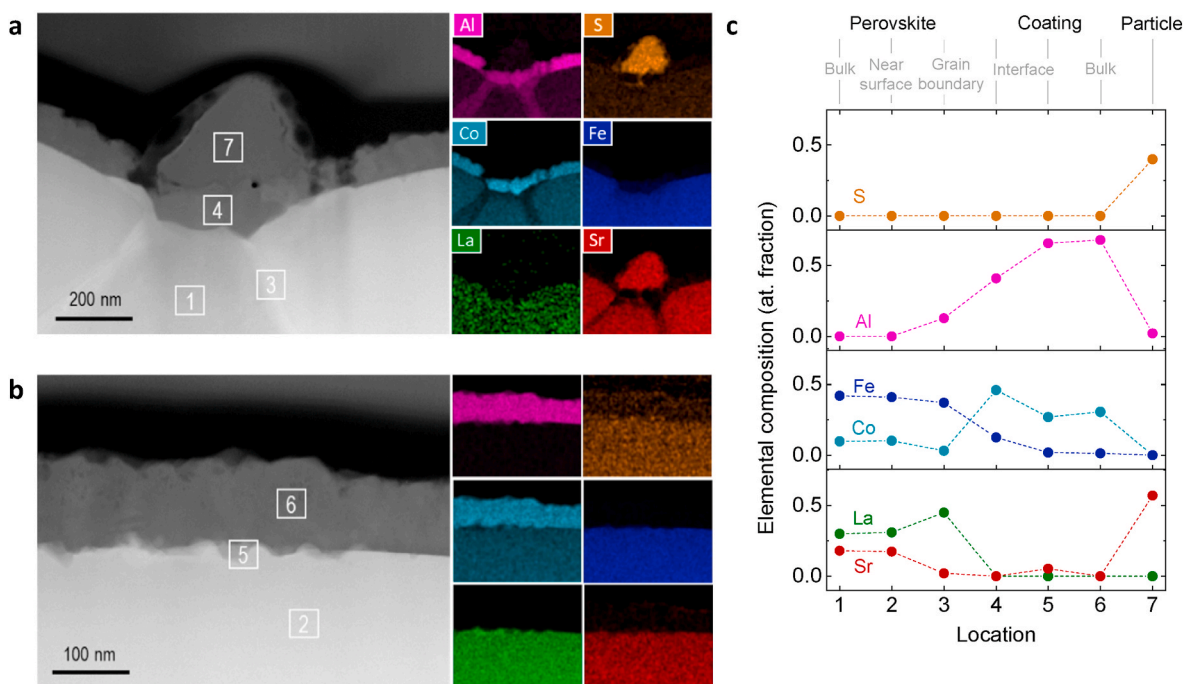 a
7
4
1
3
200 nm
Al
S
Co
Fe
La
Sr
b
6
5
2
100 nm
c
Perovskite
Coating
Particle
Bulk
Near
surface
Grain
boundary
Interface
Bulk
Elemental composition (at. fraction)
0.5
0.0
S
0.5
0.0
Al
0.5
0.0
Fe
Co
0.5
0.0
La
Sr
1 2 3 4 5 6 7
Location